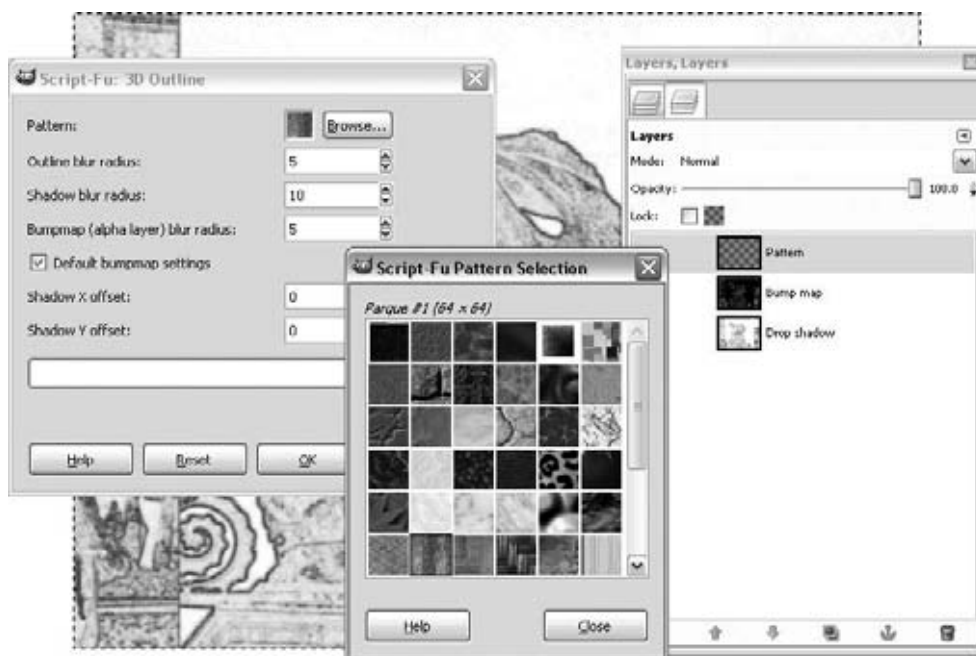 Script-Fu: 3D Outline
Pattern:
Browse...
Outline blur radius:
5
Shadow blur radius:
10
Bumpmap (alpha layer) blur radius:
5
Default bumpmap settings
Shadow X offset:
0
Shadow Y offset:
0
Help
Reset
OK
Script-Fu Pattern Selection
Parque #1 (64 x 64)
Help
Close
Layers, Layers
Layers
Mode: Normal
Opacity: 100.0
Lock:
Pattern
Bump map
Drop shadow